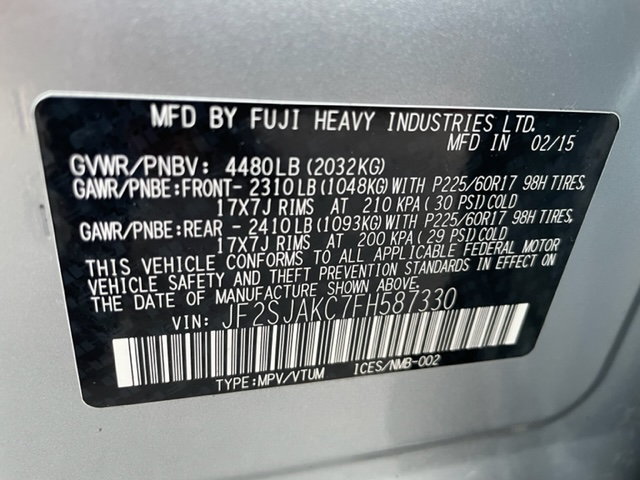 MFD BY FUJI HEAVY INDUSTRIES LTD.
MFD IN 02/15
GVWR/PNBV: 4480LB (2032KG)
GAWR/PNBE:FRONT- 2310LB (1048KG) WITH P225/60R17 98H TIRES,
17X7J RIMS AT 210 KPA ( 30 PSI) COLD
GAWR/PNBE:REAR - 2410LB (1093KG) WITH P225/60R17 98H TIRES,
17X7J RIMS AT 200 KPA ( 29 PSI) COLD
THIS VEHICLE CONFORMS TO ALL APPLICABLE FEDERAL MOTOR
VEHICLE SAFETY AND THEFT PREVENTION STANDARDS IN EFFECT ON
THE DATE OF MANUFACTURE SHOWN ABOVE.
VIN: JF2SJAKC7FH587330
TYPE:MPV/VTUM ICES/NMB-002